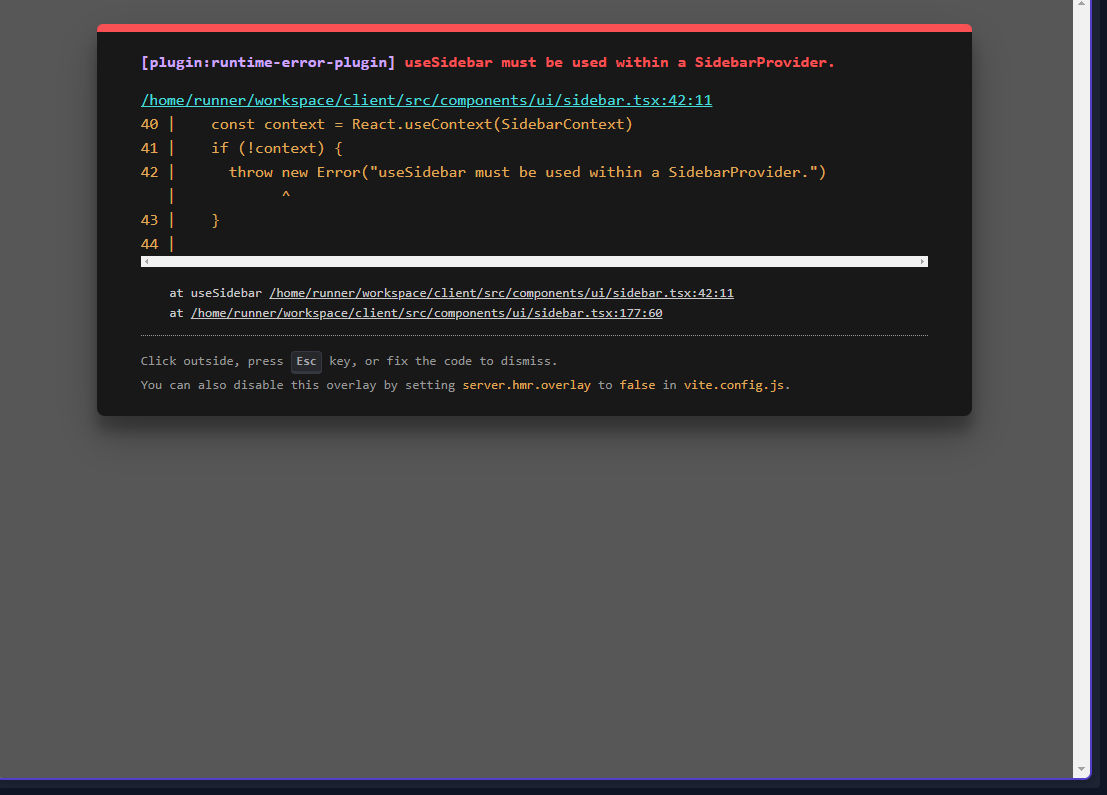 [plugin:runtime-error-plugin] useSidebar must be used within a SidebarProvider.
/home/runner/workspace/client/src/components/ui/sidebar.tsx:42:11
40 |    const context = React.useContext(SidebarContext)
41 |    if (!context) {
42 |      throw new Error("useSidebar must be used within a SidebarProvider.")
   |            ^
43 |    }
44 |
at useSidebar /home/runner/workspace/client/src/components/ui/sidebar.tsx:42:11
at /home/runner/workspace/client/src/components/ui/sidebar.tsx:177:60
Click outside, press Esc key, or fix the code to dismiss.
You can also disable this overlay by setting server.hmr.overlay to false in vite.config.js.